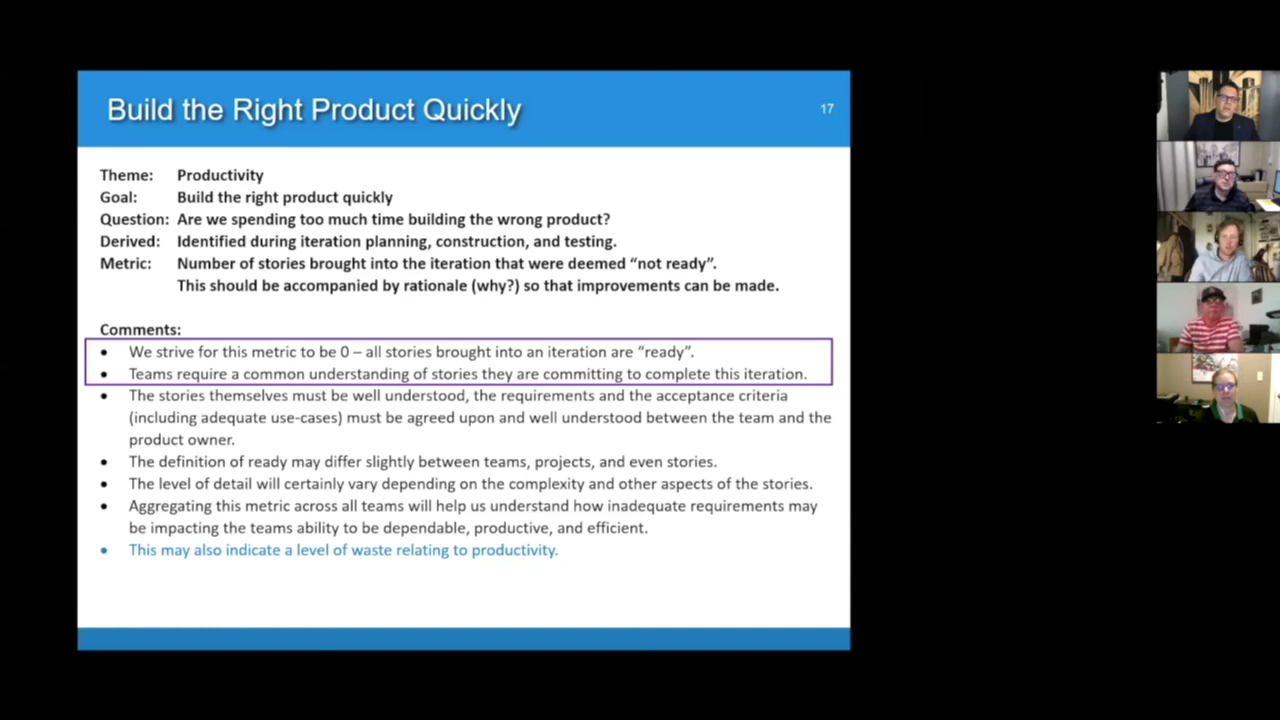 Build the Right Product Quickly
17
Theme: Productivity
Goal: Build the right product quickly
Question: Are we spending too much time building the wrong product?
Derived: Identified during iteration planning, construction, and testing.
Metric: Number of stories brought into the iteration that were deemed “not ready”.
This should be accompanied by rationale (why?) so that improvements can be made.
Comments:
• We strive for this metric to be 0 – all stories brought into an iteration are “ready”.
• Teams require a common understanding of stories they are committing to complete this iteration.
• The stories themselves must be well understood, the requirements and the acceptance criteria
(including adequate use-cases) must be agreed upon and well understood between the team and the
product owner.
• The definition of ready may differ slightly between teams, projects, and even stories.
• The level of detail will certainly vary depending on the complexity and other aspects of the stories.
• Aggregating this metric across all teams will help us understand how inadequate requirements may
be impacting the teams ability to be dependable, productive, and efficient.
• This may also indicate a level of waste relating to productivity.